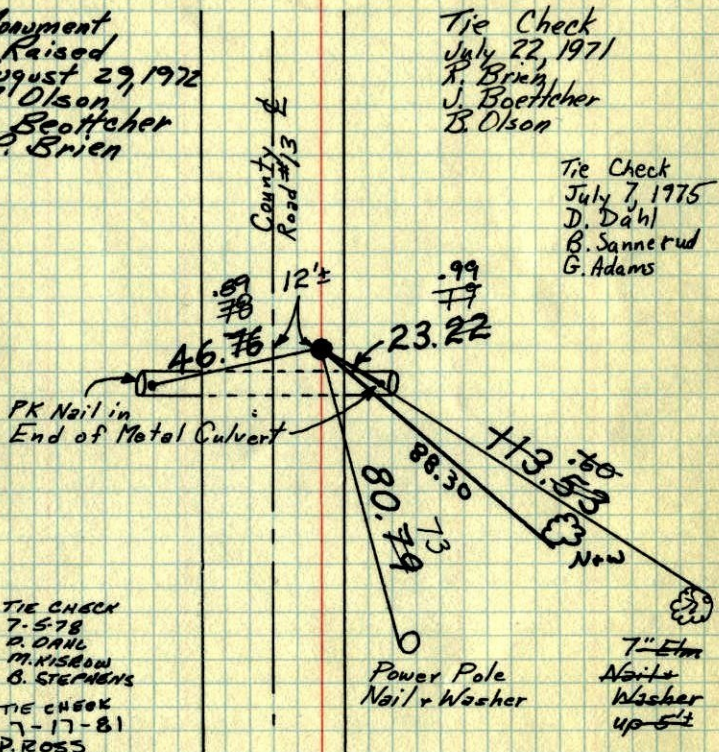 Monument
Raised
August 29, 1972
Olson
Beottcher
P. Brien
Tie Check
July 22, 1971
R. Brien
J. Boettcher
B. Olson
Tie Check
July 7, 1975
D. Dahl
B. Sannerud
G. Adams
County
Road #13
℄
.89
78
46.76
12'±
.99
79
23.22
PK Nail in
End of Metal Culvert
88.30
113.53
.60
80.79
73
N+W
Power Pole
Nail + Washer
7" Elm
Nail +
Washer
up 5'±
TIE CHECK
7-5-78
D. DAHL
M. KISROW
B. STEPHENS
TIE CHECK
7-17-81
P. ROSS